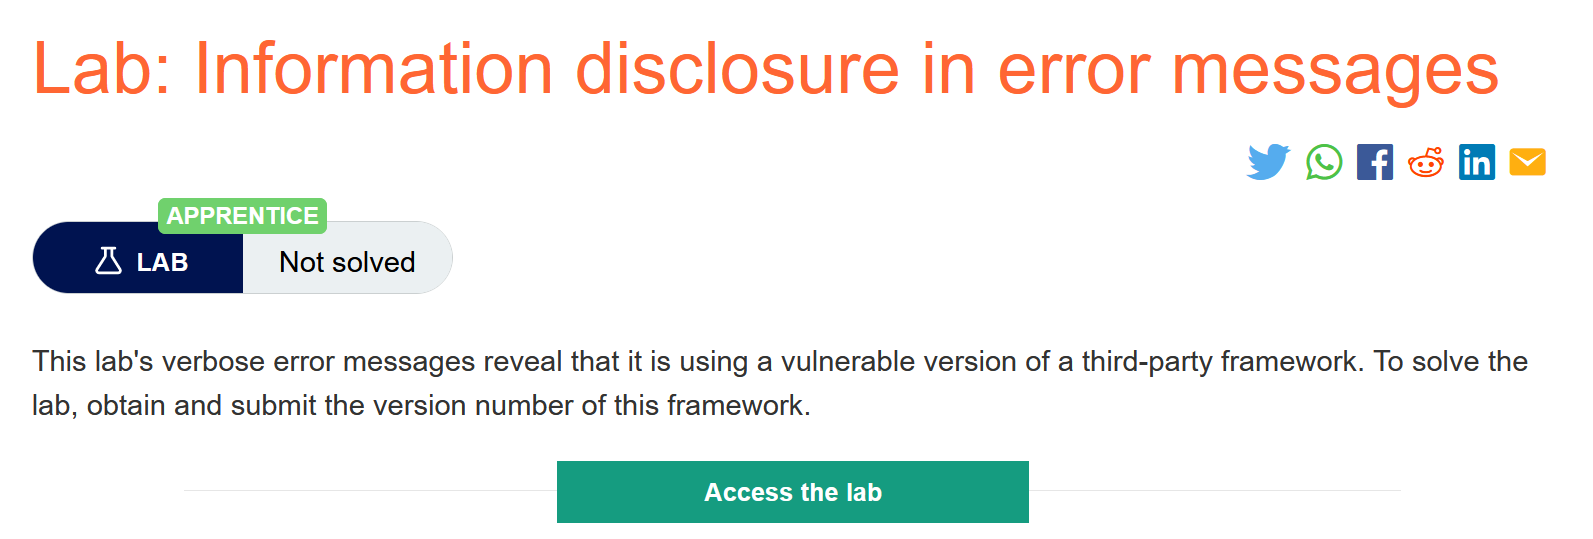 Lab: Information disclosure in error messages
APPRENTICE
LAB
Not solved
This lab's verbose error messages reveal that it is using a vulnerable version of a third-party framework. To solve the
lab, obtain and submit the version number of this framework.
Access the lab